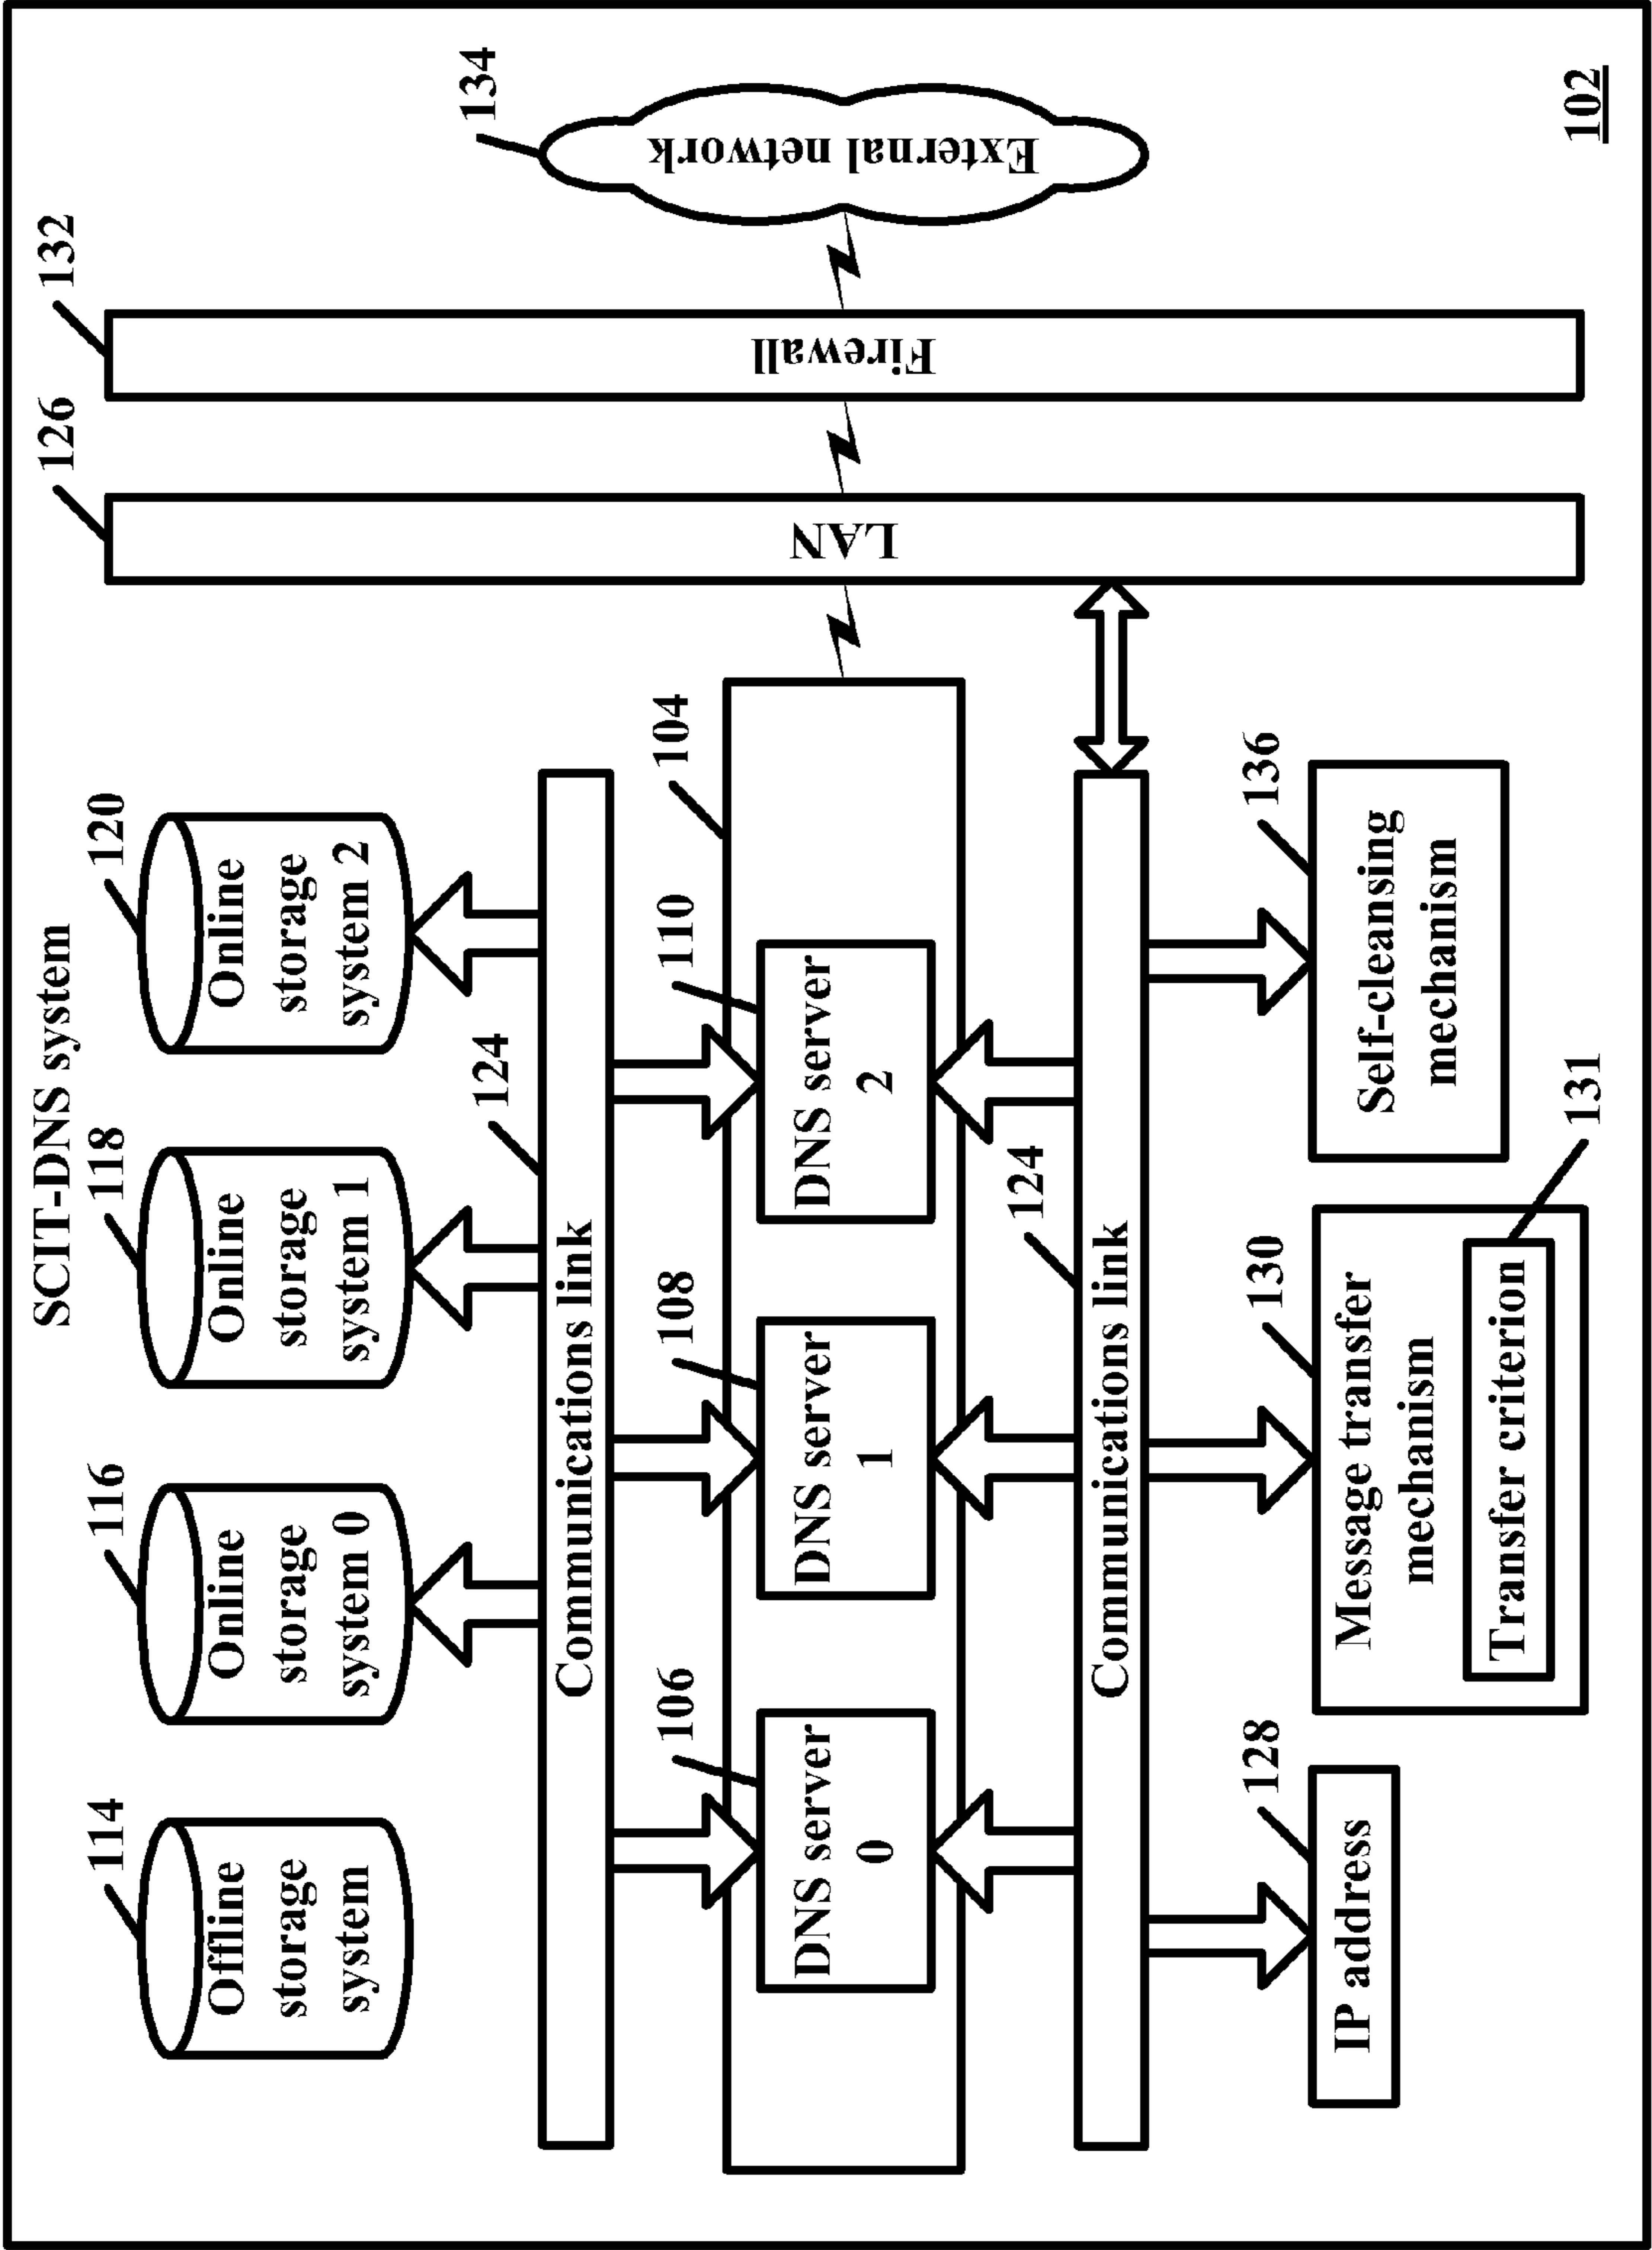 SCIT-DNS system
114
116
118
120
126
132
134
Offline
storage
system
Online
storage
system 0
Online
storage
system 1
Online
storage
system 2
124
Communications link
106
108
110
104
DNS server
0
DNS server
1
DNS server
2
LAN
Firewall
External network
124
Communications link
128
130
136
IP address
Message transfer
mechanism
Transfer criterion
Self-cleansing
mechanism
131
102